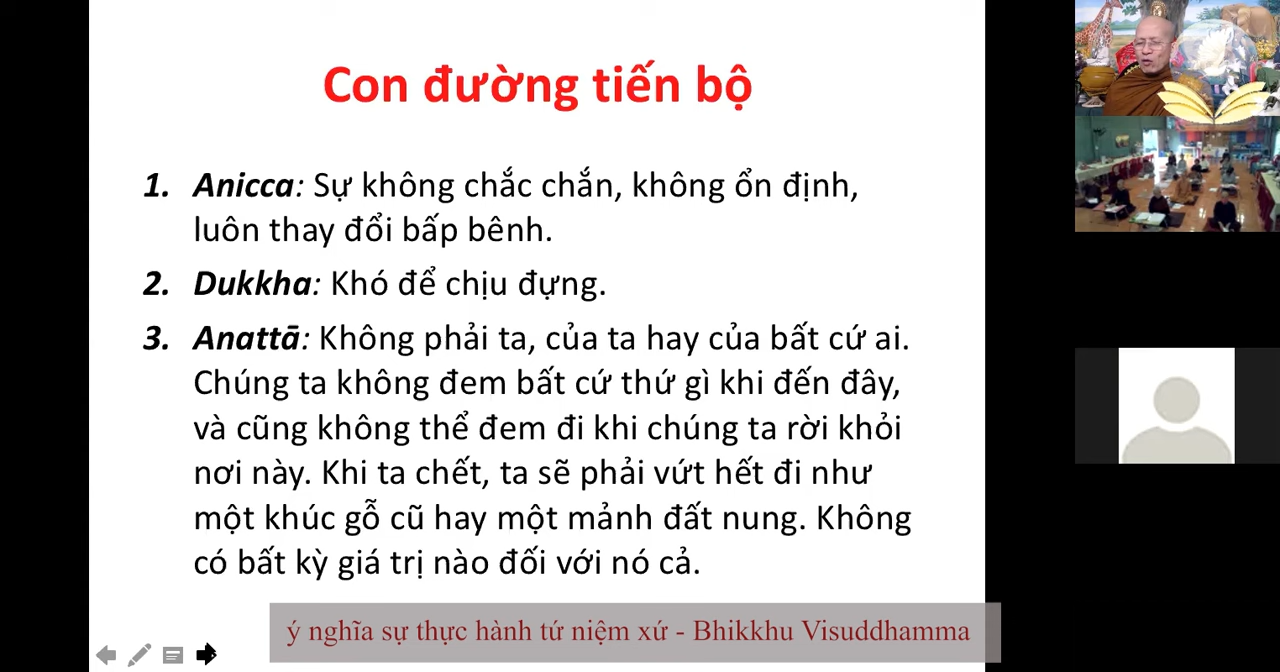 Con đường tiến bộ
1. Anicca: Sự không chắc chắn, không ổn định,
luôn thay đổi bấp bênh.
2. Dukkha: Khó để chịu đựng.
3. Anattā: Không phải ta, của ta hay của bất cứ ai.
Chúng ta không đem bất cứ thứ gì khi đến đây,
và cũng không thể đem đi khi chúng ta rời khỏi
nơi này. Khi ta chết, ta sẽ phải vứt hết đi như
một khúc gỗ cũ hay một mảnh đất nung. Không
có bất kỳ giá trị nào đối với nó cả.
ý nghĩa sự thực hành tứ niệm xứ - Bhikkhu Visuddhamma